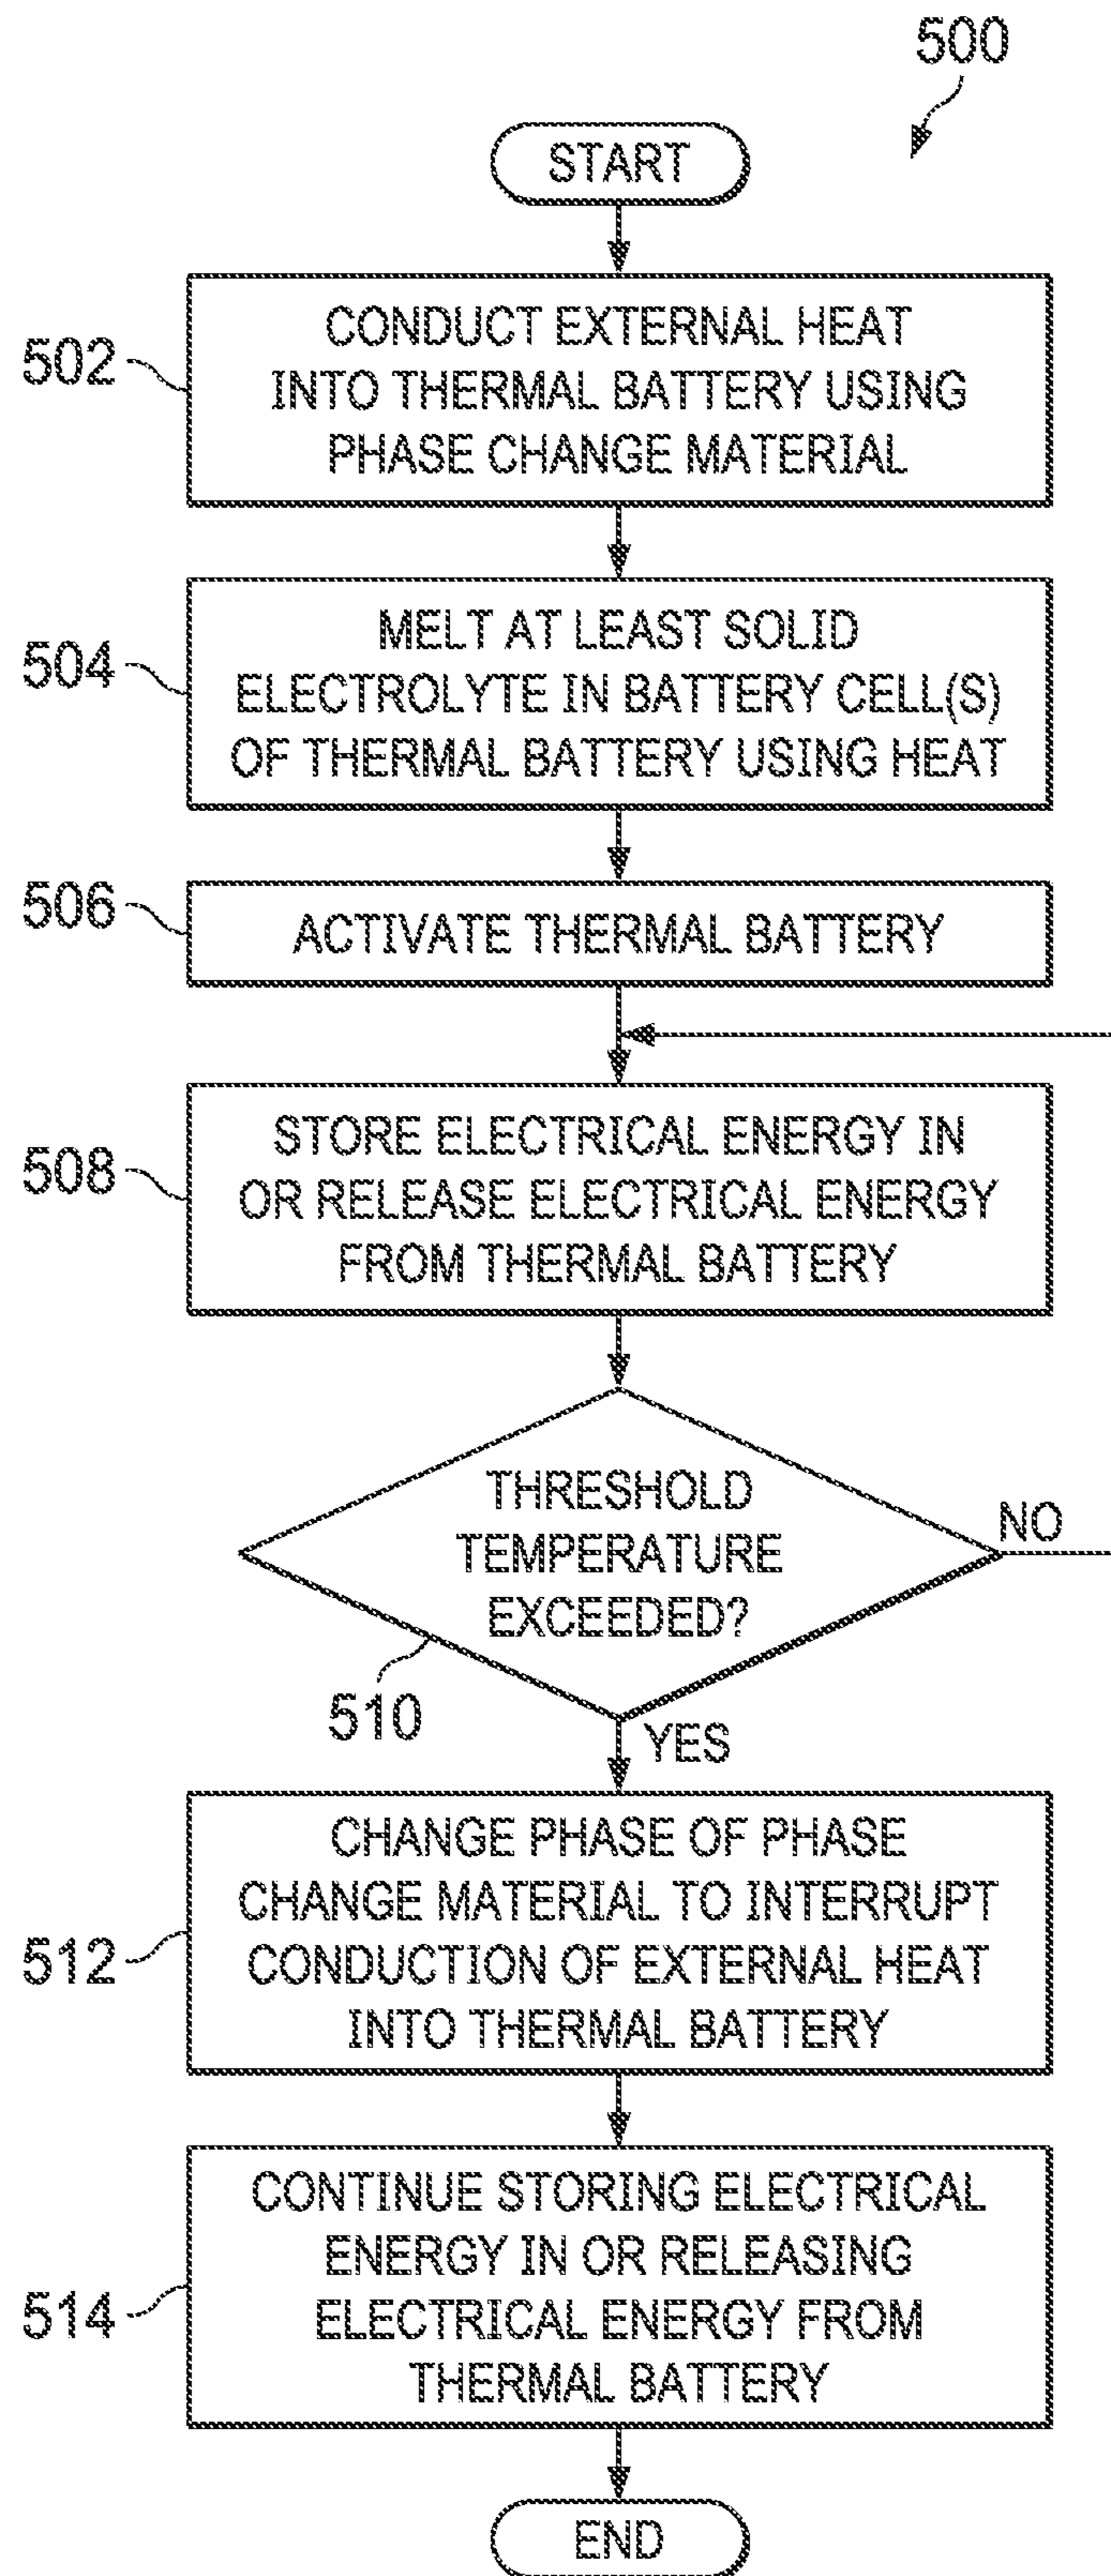 500
START
502
CONDUCT EXTERNAL HEAT
INTO THERMAL BATTERY USING
PHASE CHANGE MATERIAL
504
MELT AT LEAST SOLID
ELECTROLYTE IN BATTERY CELL(S)
OF THERMAL BATTERY USING HEAT
506
ACTIVATE THERMAL BATTERY
508
STORE ELECTRICAL ENERGY IN
OR RELEASE ELECTRICAL ENERGY
FROM THERMAL BATTERY
THRESHOLD
TEMPERATURE
EXCEEDED?
NO
510
YES
512
CHANGE PHASE OF PHASE
CHANGE MATERIAL TO INTERRUPT
CONDUCTION OF EXTERNAL HEAT
INTO THERMAL BATTERY
514
CONTINUE STORING ELECTRICAL
ENERGY IN OR RELEASING
ELECTRICAL ENERGY FROM
THERMAL BATTERY
END